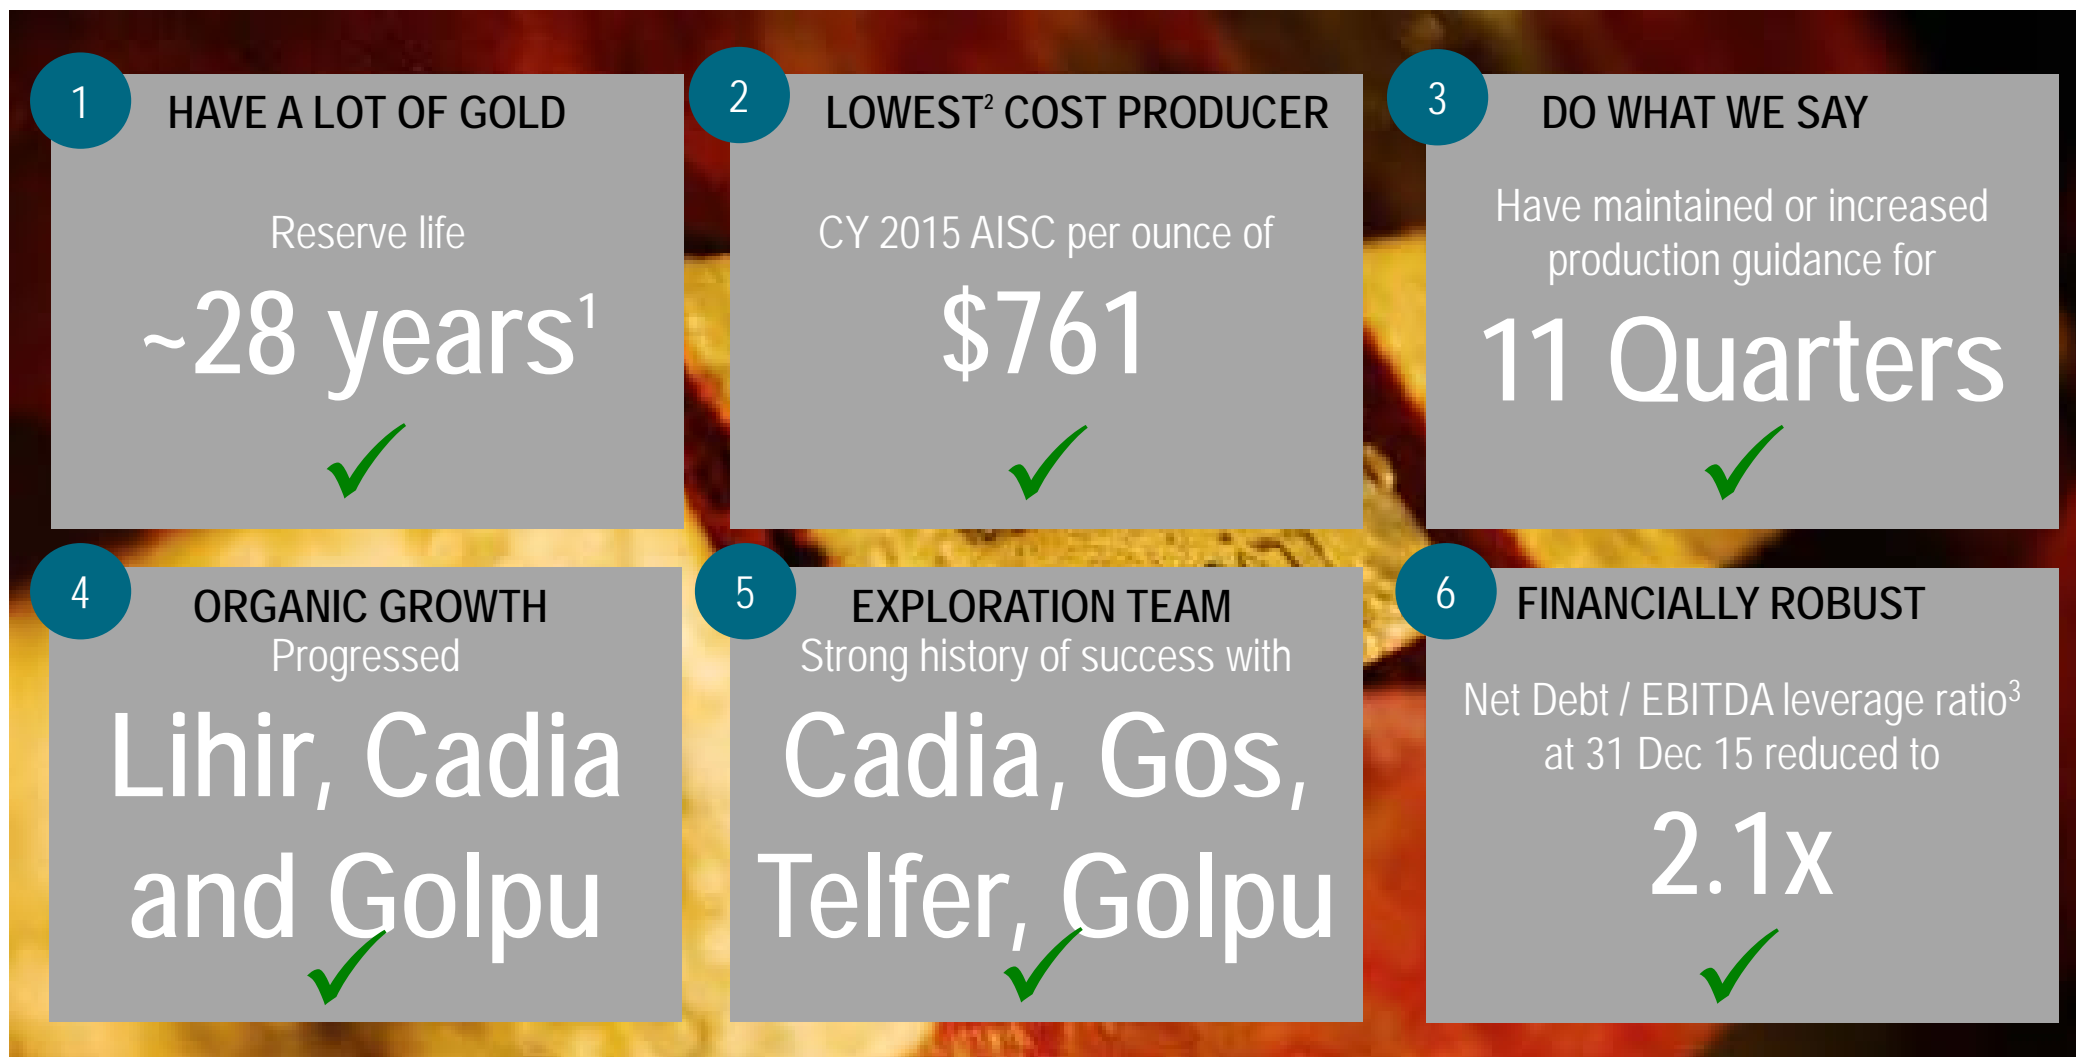 1
HAVE A LOT OF GOLD
Reserve life
~28 years¹
2
LOWEST² COST PRODUCER
CY 2015 AISC per ounce of
$761
3
DO WHAT WE SAY
Have maintained or increased
production guidance for
11 Quarters
4
ORGANIC GROWTH
Progressed
Lihir, Cadia
and Golpu
5
EXPLORATION TEAM
Strong history of success with
Cadia, Gos,
Telfer, Golpu
6
FINANCIALLY ROBUST
Net Debt / EBITDA leverage ratio³
at 31 Dec 15 reduced to
2.1x